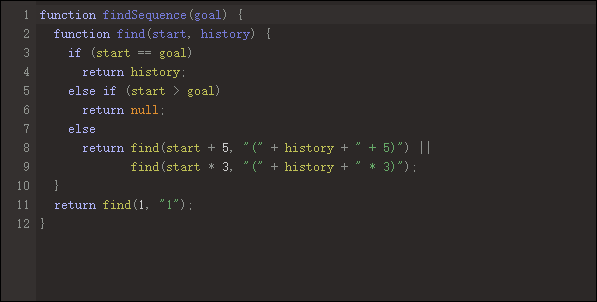 1 function findSequence(goal) {
2   function find(start, history) {
3     if (start == goal)
4       return history;
5     else if (start > goal)
6       return null;
7     else
8       return find(start + 5, "(" + history + " + 5)") ||
9              find(start * 3, "(" + history + " * 3)");
10   }
11   return find(1, "1");
12 }